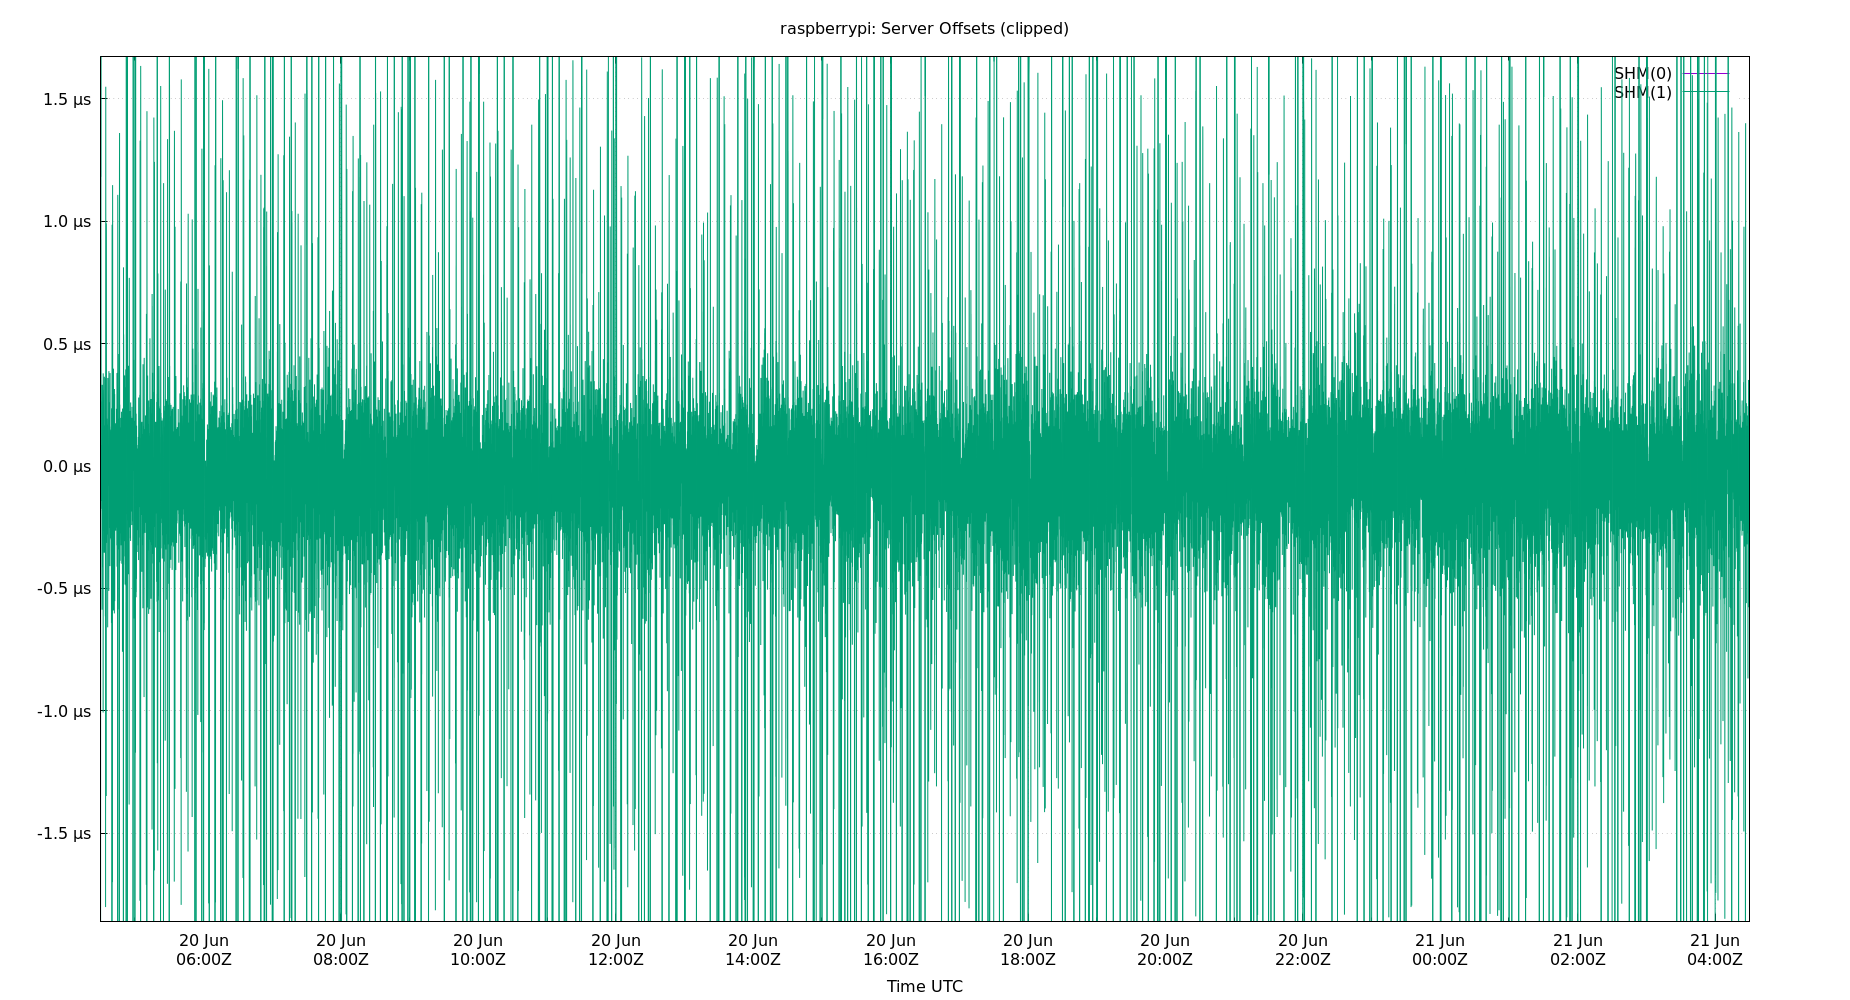 raspberrypi: Server Offsets (clipped)
SHM(0)
SHM(1)
1.5 µs
1.0 µs
0.5 µs
0.0 µs
-0.5 µs
-1.0 µs
-1.5 µs
20 Jun 20 Jun 20 Jun 20 Jun 20 Jun 20 Jun 20 Jun 20 Jun 20 Jun 21 Jun 21 Jun 21 Jun
06:00Z 08:00Z 10:00Z 12:00Z 14:00Z 16:00Z 18:00Z 20:00Z 22:00Z 00:00Z 02:00Z 04:00Z
Time UTC